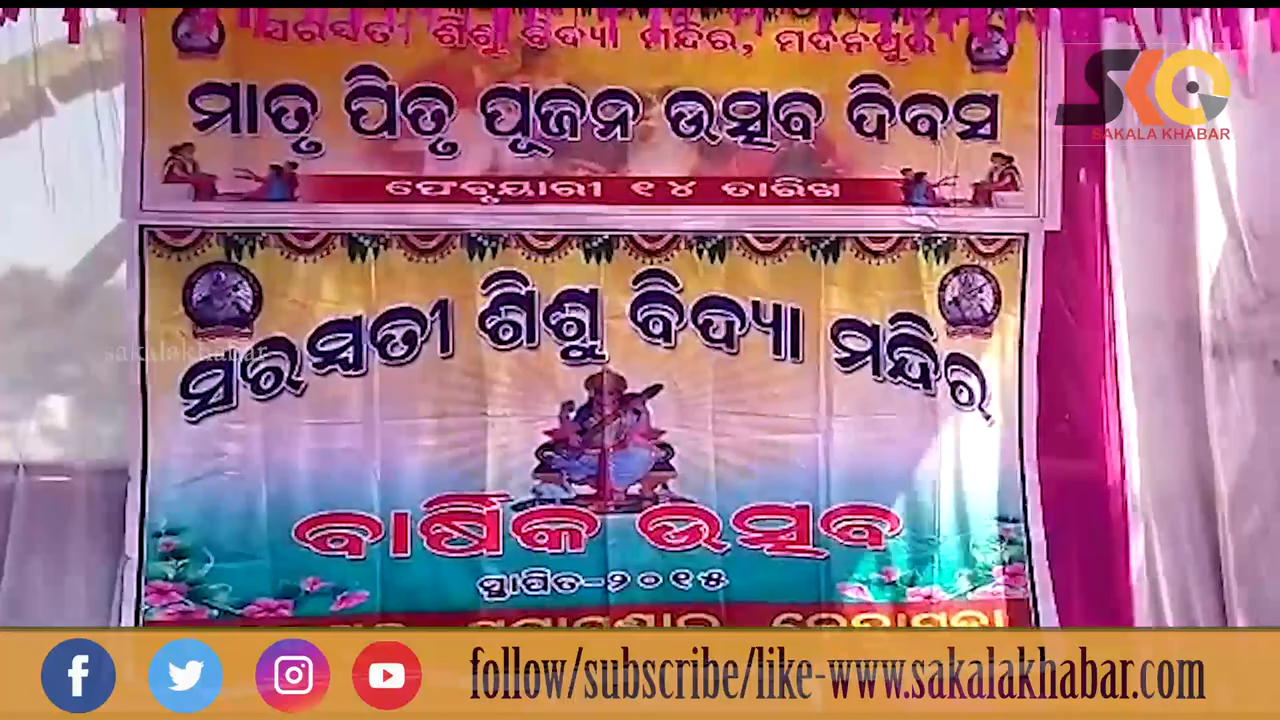 ସରସ୍ୱତୀ ଶିଶୁ ବିଦ୍ୟା ମନ୍ଦିର, ମଦନପୁର
ମାତୃ ପିତୃ ପୂଜନ ଉତ୍ସବ ଦିବସ
ଫେବୃୟାରୀ ୧୪ ତାରିଖ
SKO
SAKALA KHABAR
sakalakhabar
ସରସ୍ୱତୀ ଶିଶୁ ବିଦ୍ୟା ମନ୍ଦିର
ବାର୍ଷିକ ଉତ୍ସବ
ସ୍ଥାପିତ-୨୦୧୫
follow/subscribe/like-www.sakalakhabar.com